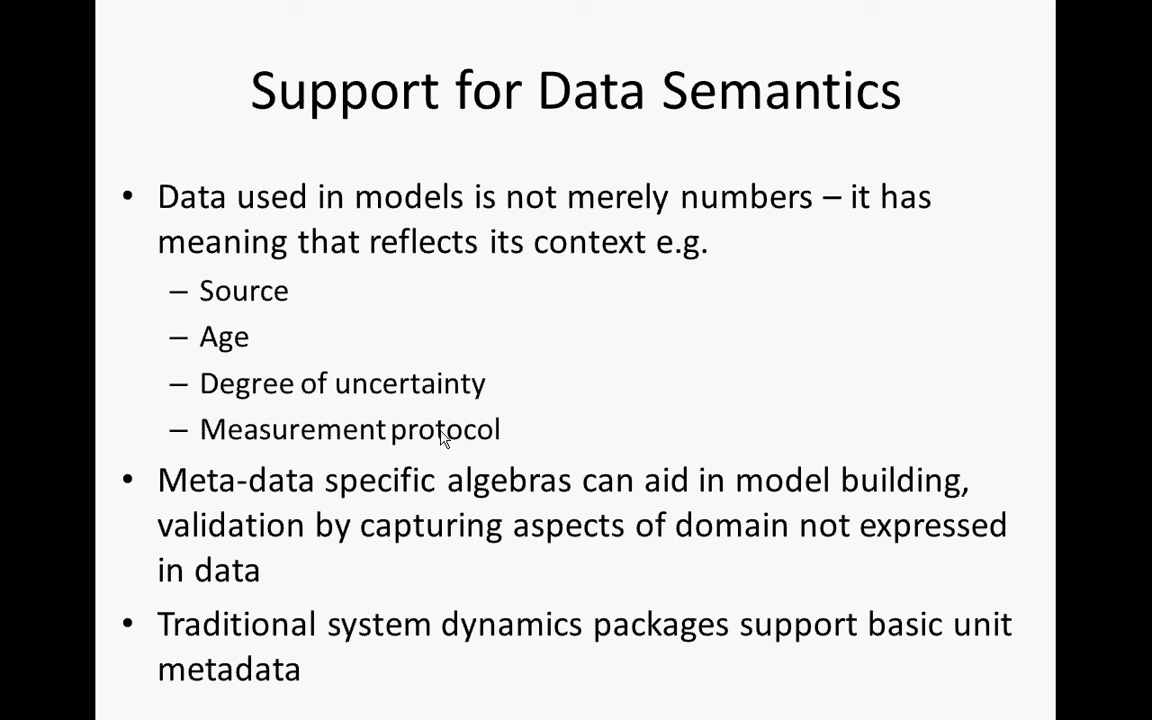 Support for Data Semantics
• Data used in models is not merely numbers – it has
meaning that reflects its context e.g.
– Source
– Age
– Degree of uncertainty
– Measurement protocol
• Meta-data specific algebras can aid in model building,
validation by capturing aspects of domain not expressed
in data
• Traditional system dynamics packages support basic unit
metadata